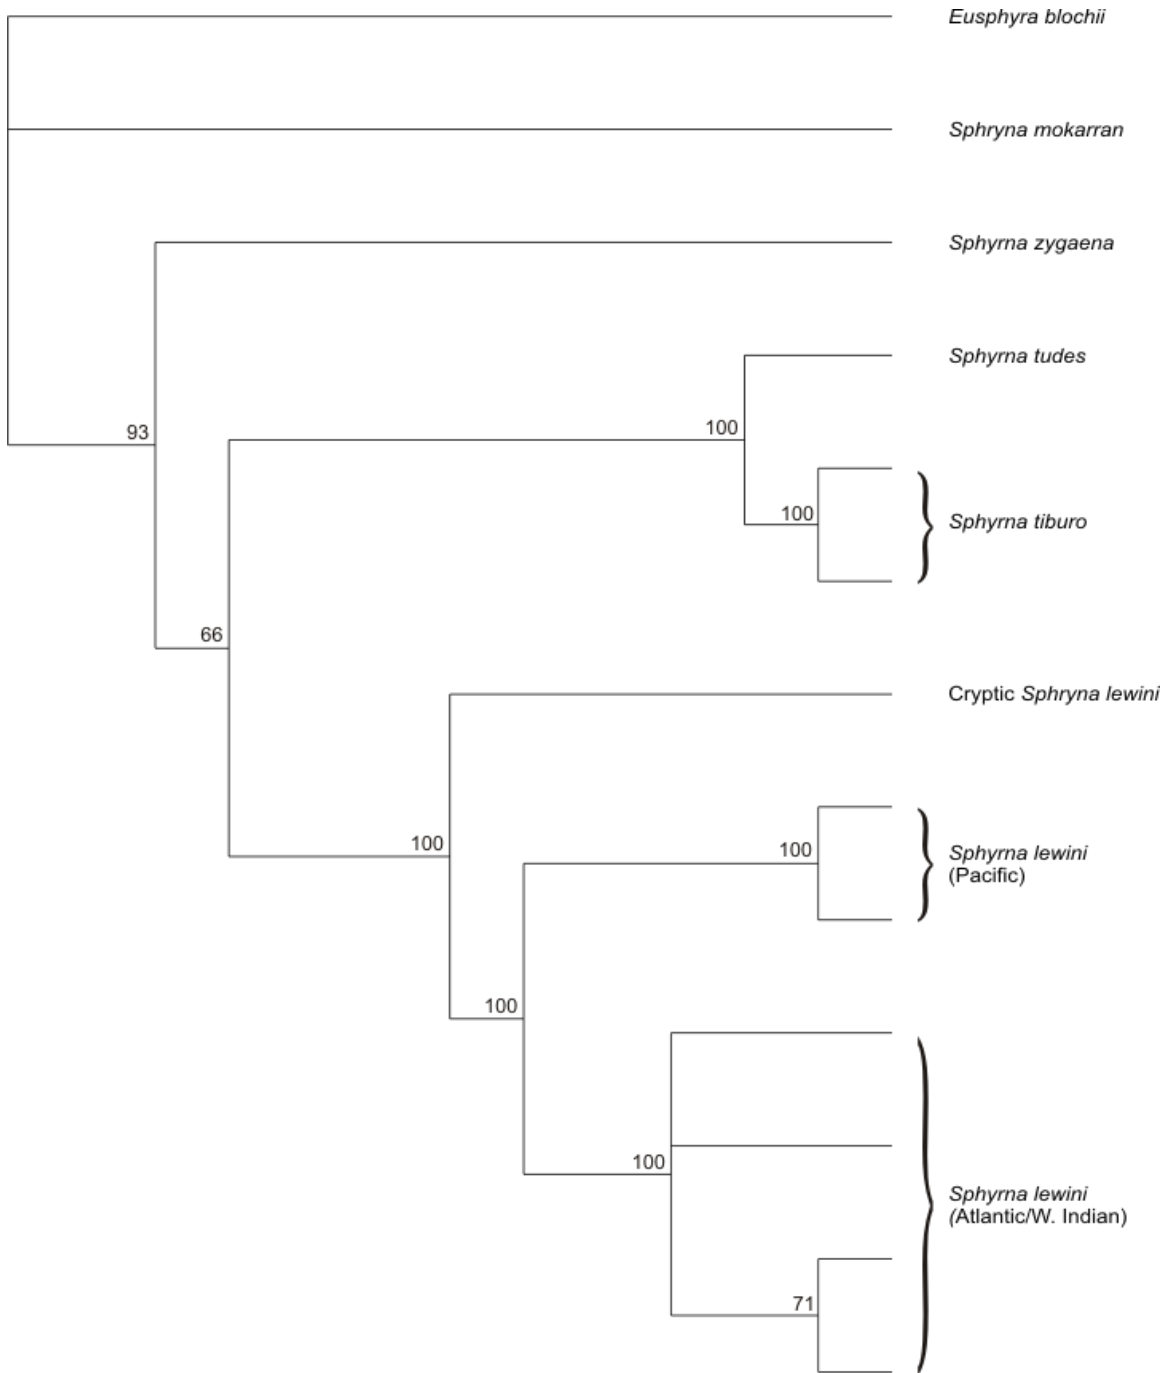 Eusphyra blochii
Sphryna mokarran
Sphyrna zygaena
Sphyrna tudes
93
100
100
Sphyrna tiburo
66
Cryptic Sphryna lewini
100
100
Sphyrna lewini
(Pacific)
100
100
Sphyrna lewini
(Atlantic/W. Indian)
71